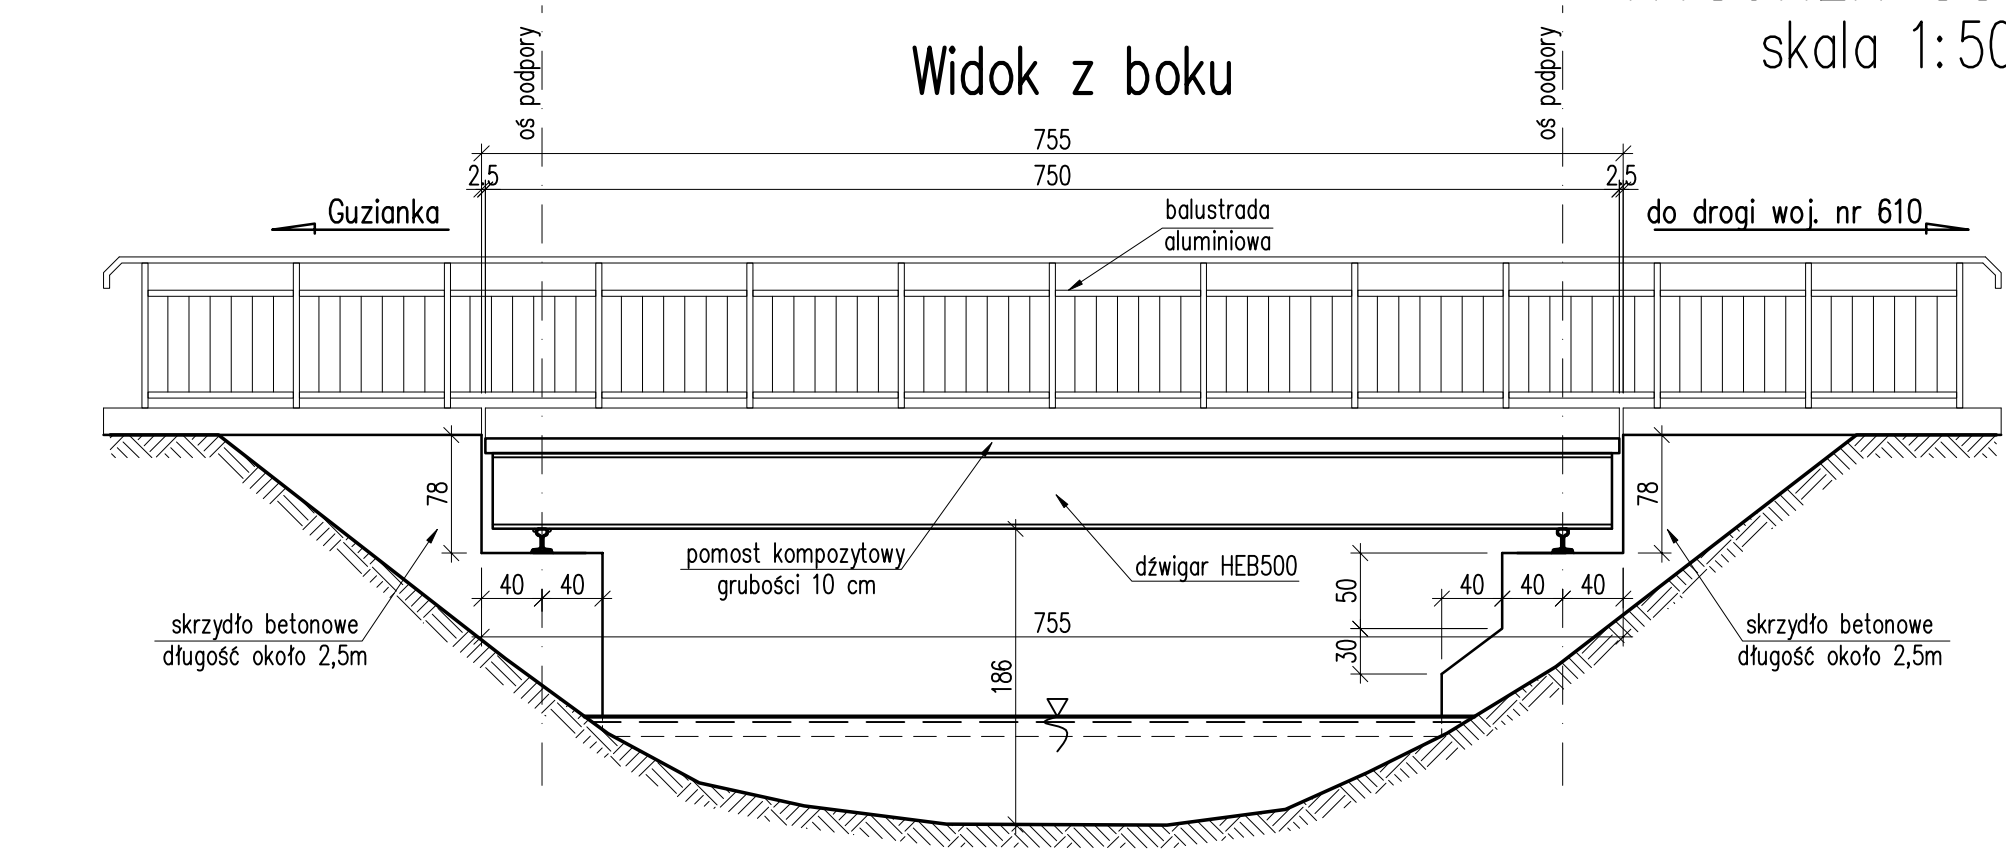 skala 1:50
Widok z boku
oś podpory
oś podpory
755
2,5
750
2,5
Guzianka
balustrada
aluminiowa
do drogi woj. nr 610
78
78
pomost kompozytowy
grubości 10 cm
dźwigar HEB500
40
40
50
40
40
40
755
30
186
skrzydło betonowe
długość około 2,5m
skrzydło betonowe
długość około 2,5m